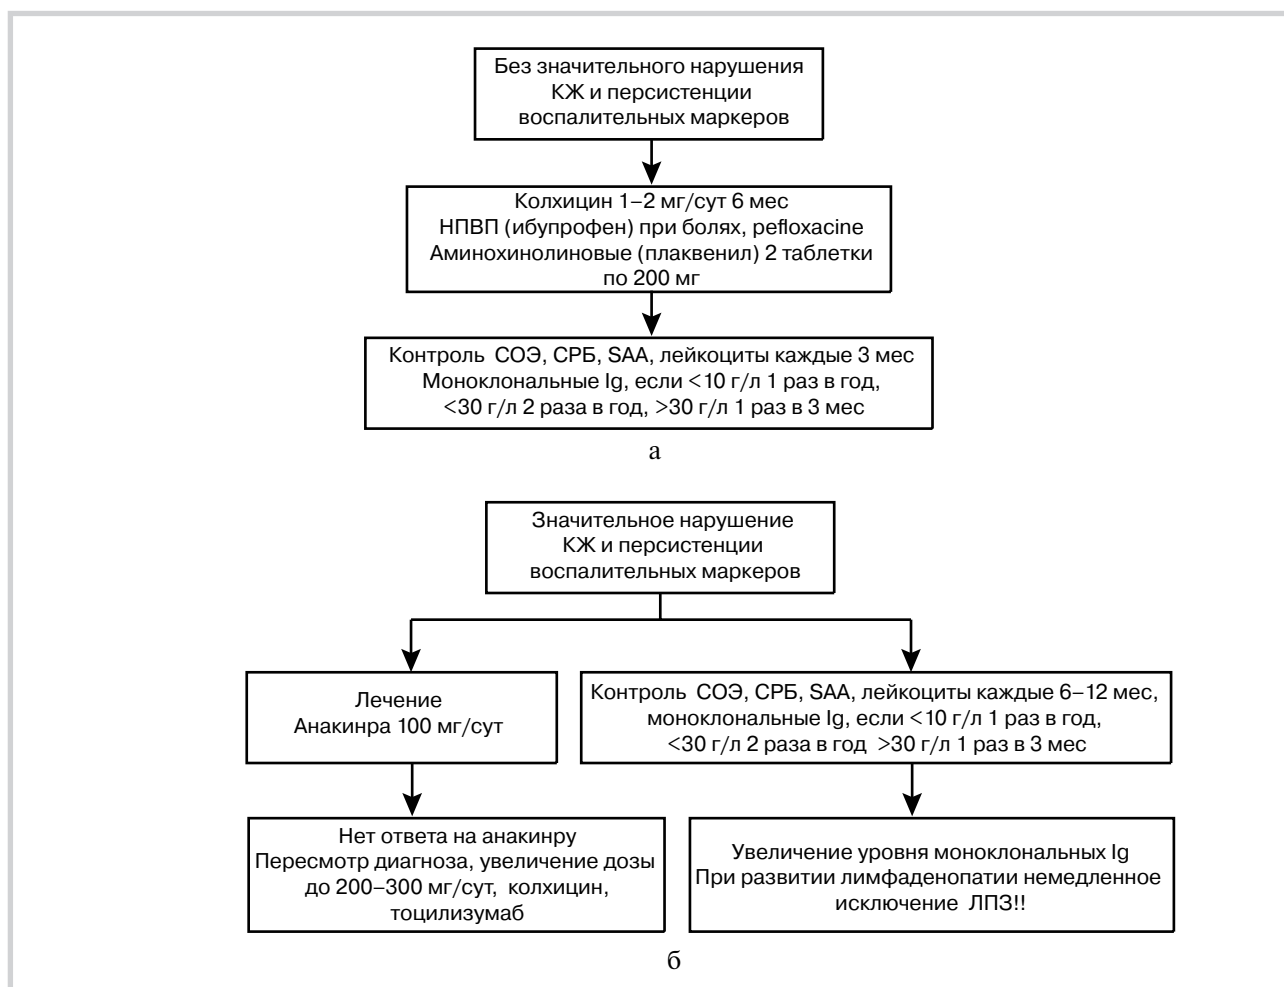 Без значительного нарушения
КЖ и персистенции
воспалительных маркеров
Колхицин 1–2 мг/сут 6 мес
НПВП (ибупрофен) при болях, pefloxacine
Аминохинолиновые (плаквенил) 2 таблетки
по 200 мг
Контроль СОЭ, СРБ, SAA, лейкоциты каждые 3 мес
Моноклональные Ig, если <10 г/л 1 раз в год,
<30 г/л 2 раза в год, >30 г/л 1 раз в 3 мес
а
Значительное нарушение
КЖ и персистенции
воспалительных маркеров
Лечение
Анакинра 100 мг/сут
Контроль СОЭ, СРБ, SAA, лейкоциты каждые 6–12 мес,
моноклональные Ig, если <10 г/л 1 раз в год,
<30 г/л 2 раза в год >30 г/л 1 раз в 3 мес
Нет ответа на анакинру
Пересмотр диагноза, увеличение дозы
до 200–300 мг/сут, колхицин,
тоцилизумаб
Увеличение уровня моноклональных Ig
При развитии лимфаденопатии немедленное
исключение ЛПЗ!!
б